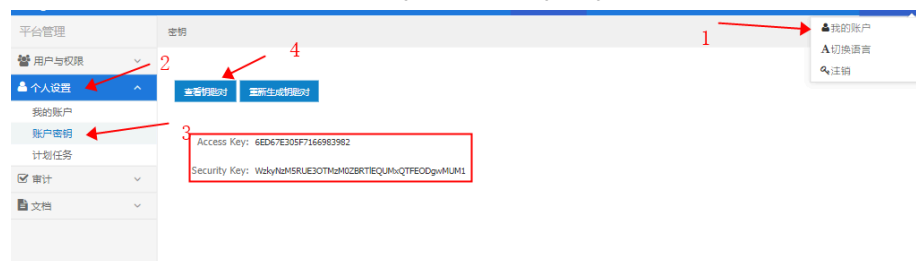 平台管理
密钥
1
我的账户
A切换语言
注销
用户与权限
2
4
个人设置
查看钥匙对
重新生成钥匙对
我的账户
账户密钥
3
计划任务
Access Key: 6ED67E305F7166983982
Security Key: WzkyNzM5RUE3OTMzM0ZBRTlEQUMxQTFEODgwMUM1
审计
文档